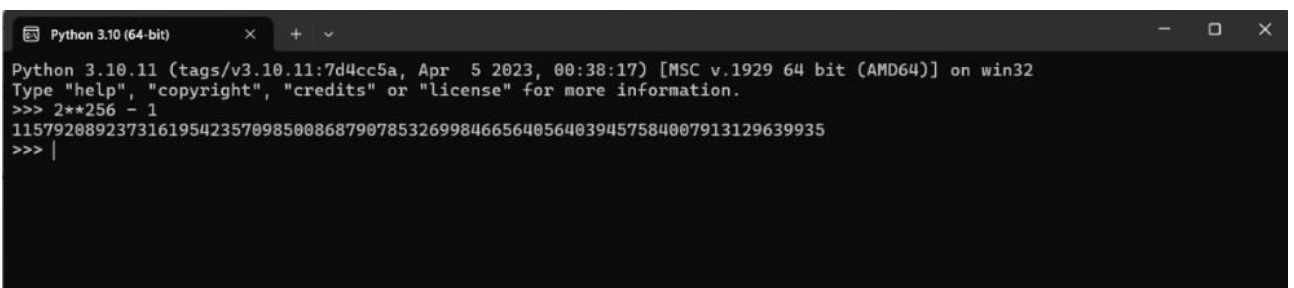 Python 3.10 (64-bit)
Python 3.10.11 (tags/v3.10.11:7d4cc5a, Apr  5 2023, 00:38:17) [MSC v.1929 64 bit (AMD64)] on win32
Type "help", "copyright", "credits" or "license" for more information.
>>> 2**256 - 1
115792089237316195423570985008687907853269984665640564039457584007913129639935
>>>